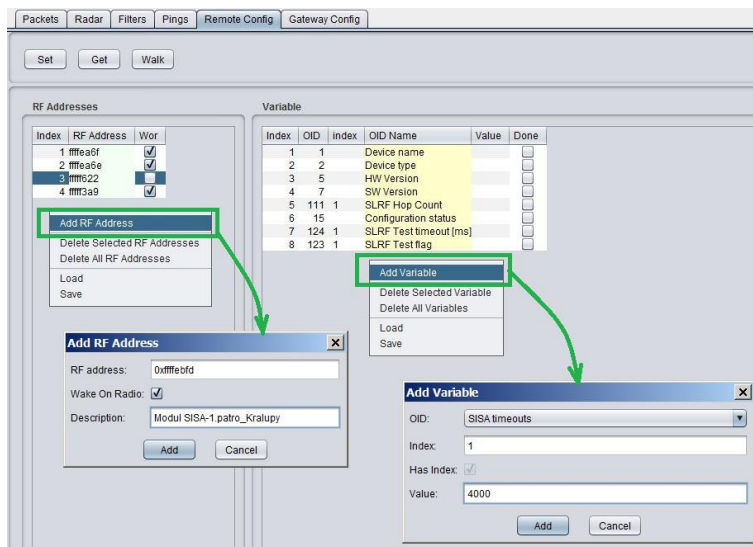 Packets Radar Filters Pings Remote Config Gateway Config
Set Get Walk
RF Addresses
Index RF Address Wor
1 ffffea6f
2 ffffea6e
3 fffff622
4 fffff3a9
Add RF Address
Delete Selected RF Addresses
Delete All RF Addresses
Load
Save
Variable
Index OID index OID Name Value Done
1 1 Device name
2 2 Device type
3 5 HW Version
4 7 SW Version
5 111 1 SLRF Hop Count
6 15 Configuration status
7 124 1 SLRF Test timeout [ms]
8 123 1 SLRF Test flag
Add Variable
Delete Selected Variable
Delete All Variables
Load
Save
Add RF Address
RF address: 0xffffebfd
Wake On Radio:
Description: Modul SISA-1.patro_Kralupy
Add Cancel
Add Variable
OID: SISA timeouts
Index: 1
Has Index:
Value: 4000
Add Cancel